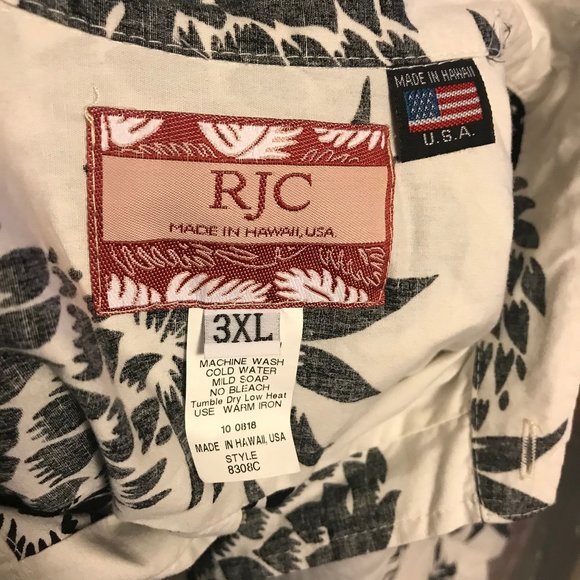 MADE IN HAWAII
U.S.A.
RJC
MADE IN HAWAII, USA
3XL
MACHINE WASH
COLD WATER
MILD SOAP
NO BLEACH
Tumble Dry Low Heat
USE WARM IRON
10 0818
MADE IN HAWAII, USA
STYLE
8308C